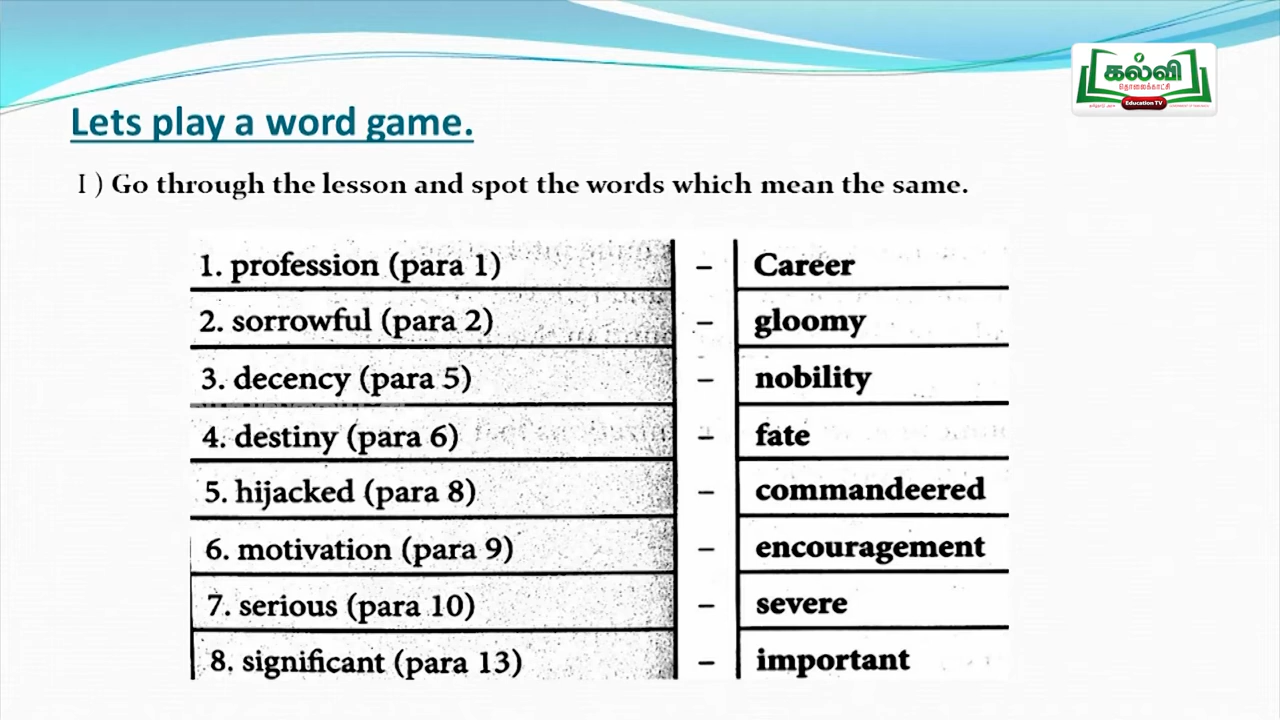 கல்வி
தொலைக்காட்சி
Education TV
Lets play a word game.
I ) Go through the lesson and spot the words which mean the same.
1. profession (para 1) – Career
2. sorrowful (para 2) – gloomy
3. decency (para 5) – nobility
4. destiny (para 6) – fate
5. hijacked (para 8) – commandeered
6. motivation (para 9) – encouragement
7. serious (para 10) – severe
8. significant (para 13) – important